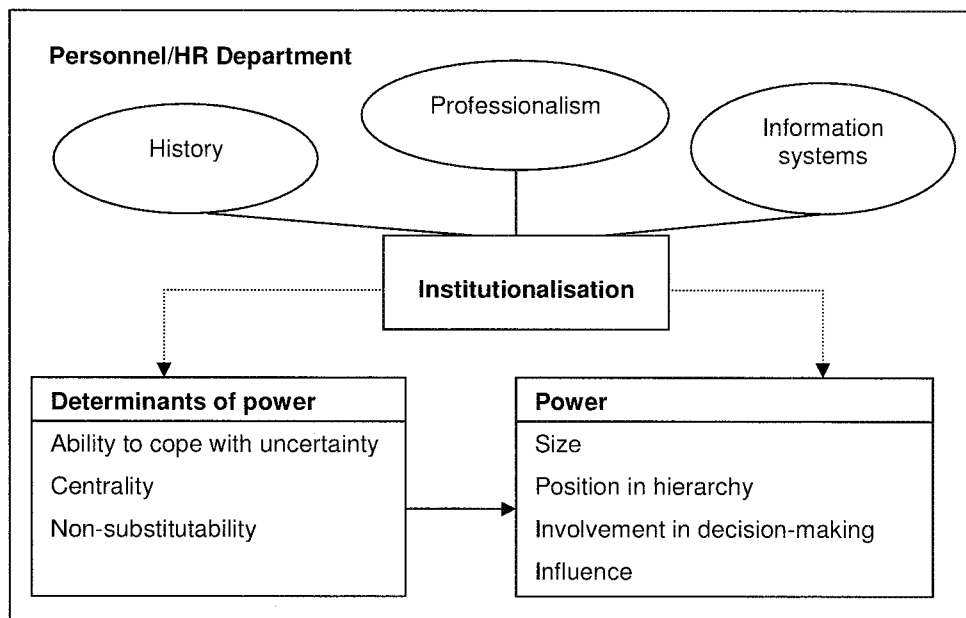 Personnel/HR Department
Professionalism
History
Information
systems
Institutionalisation
Determinants of power
Ability to cope with uncertainty
Centrality
Non-substitutability
Power
Size
Position in hierarchy
Involvement in decision-making
Influence